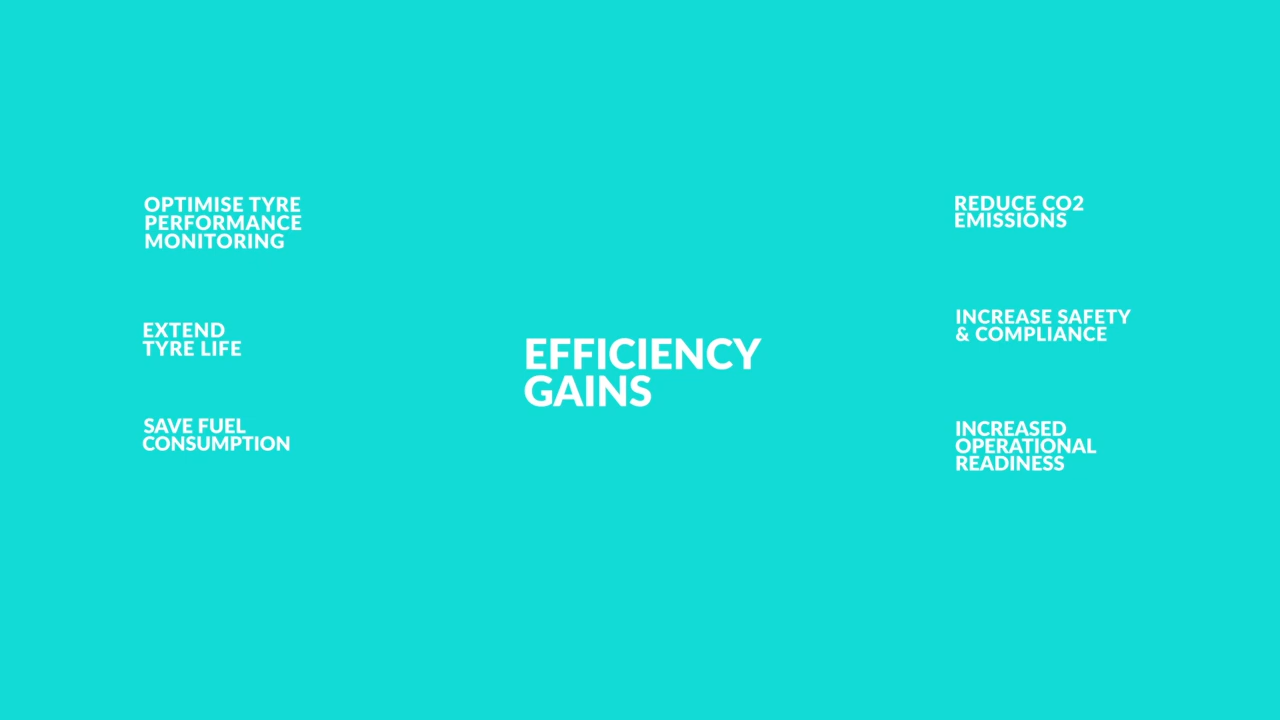 OPTIMISE TYRE
PERFORMANCE
MONITORING
EXTEND
TYRE LIFE
SAVE FUEL
CONSUMPTION
EFFICIENCY
GAINS
REDUCE CO2
EMISSIONS
INCREASE SAFETY
& COMPLIANCE
INCREASED
OPERATIONAL
READINESS